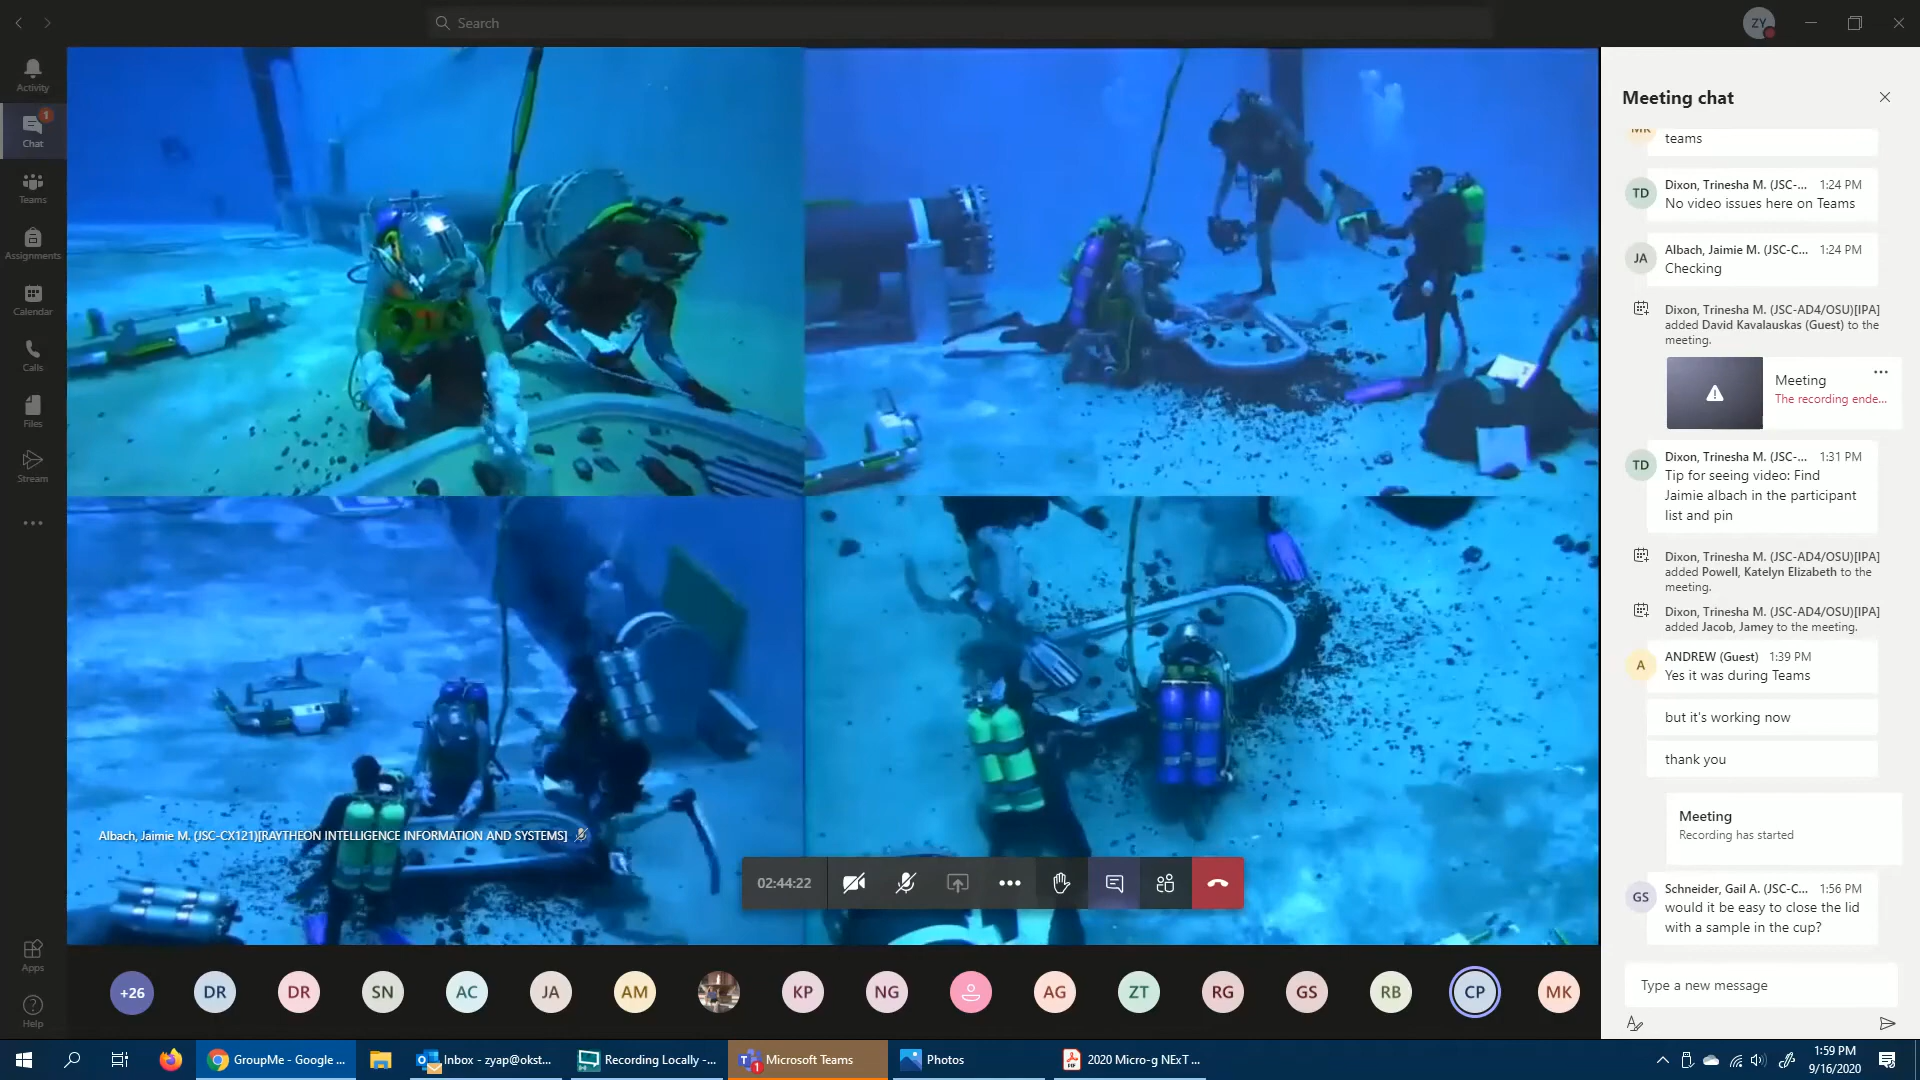 Search
ZY
Activity
Chat
1
Teams
Assignments
Calendar
Calls
Files
Stream
Apps
Help
Albach, Jaimie M. (JSC-CX121)[RAYTHEON INTELLIGENCE INFORMATION AND SYSTEMS]
02:44:22
+26
DR
DR
SN
AC
JA
AM
KP
NG
AG
ZT
RG
GS
RB
CP
MK
Meeting chat
MK
teams
TD
Dixon, Trinesha M. (JSC-... 1:24 PM
No video issues here on Teams
JA
Albach, Jaimie M. (JSC-C... 1:24 PM
Checking
Dixon, Trinesha M. (JSC-AD4/OSU)[IPA]
added David Kavalauskas (Guest) to the
meeting.
Meeting
The recording ende...
TD
Dixon, Trinesha M. (JSC-... 1:31 PM
Tip for seeing video: Find
Jaimie albach in the participant
list and pin
Dixon, Trinesha M. (JSC-AD4/OSU)[IPA]
added Powell, Katelyn Elizabeth to the
meeting.
Dixon, Trinesha M. (JSC-AD4/OSU)[IPA]
added Jacob, Jamey to the meeting.
A
ANDREW (Guest) 1:39 PM
Yes it was during Teams
but it's working now
thank you
Meeting
Recording has started
GS
Schneider, Gail A. (JSC-C... 1:56 PM
would it be easy to close the lid
with a sample in the cup?
Type a new message
GroupMe - Google ...
Inbox - zyap@okst...
Recording Locally -...
1
Microsoft Teams
Photos
2020 Micro-g NExT ...
1:59 PM
9/16/2020